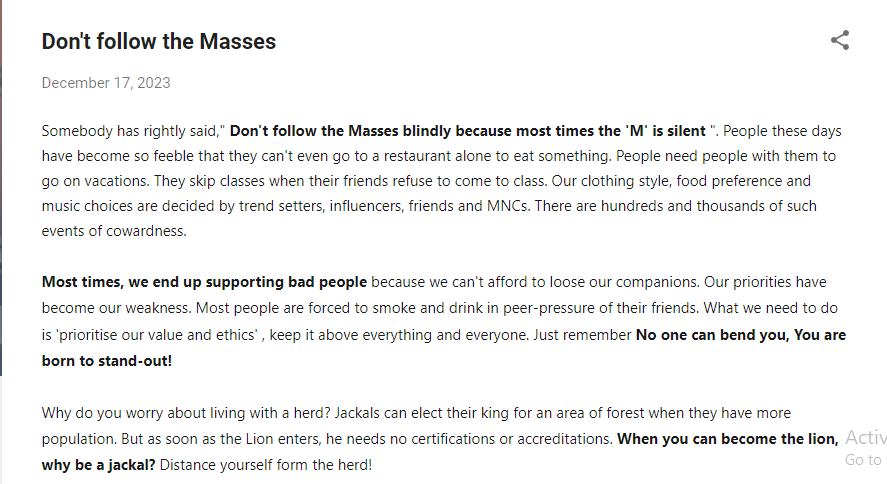 Don't follow the Masses
December 17, 2023
Somebody has rightly said," Don't follow the Masses blindly because most times the 'M' is silent ". People these days
have become so feeble that they can't even go to a restaurant alone to eat something. People need people with them to
go on vacations. They skip classes when their friends refuse to come to class. Our clothing style, food preference and
music choices are decided by trend setters, influencers, friends and MNCs. There are hundreds and thousands of such
events of cowardness.
Most times, we end up supporting bad people because we can't afford to loose our companions. Our priorities have
become our weakness. Most people are forced to smoke and drink in peer-pressure of their friends. What we need to do
is 'prioritise our value and ethics' , keep it above everything and everyone. Just remember No one can bend you, You are
born to stand-out!
Why do you worry about living with a herd? Jackals can elect their king for an area of forest when they have more
population. But as soon as the Lion enters, he needs no certifications or accreditations. When you can become the lion,
why be a jackal? Distance yourself form the herd!
Activ
Go to